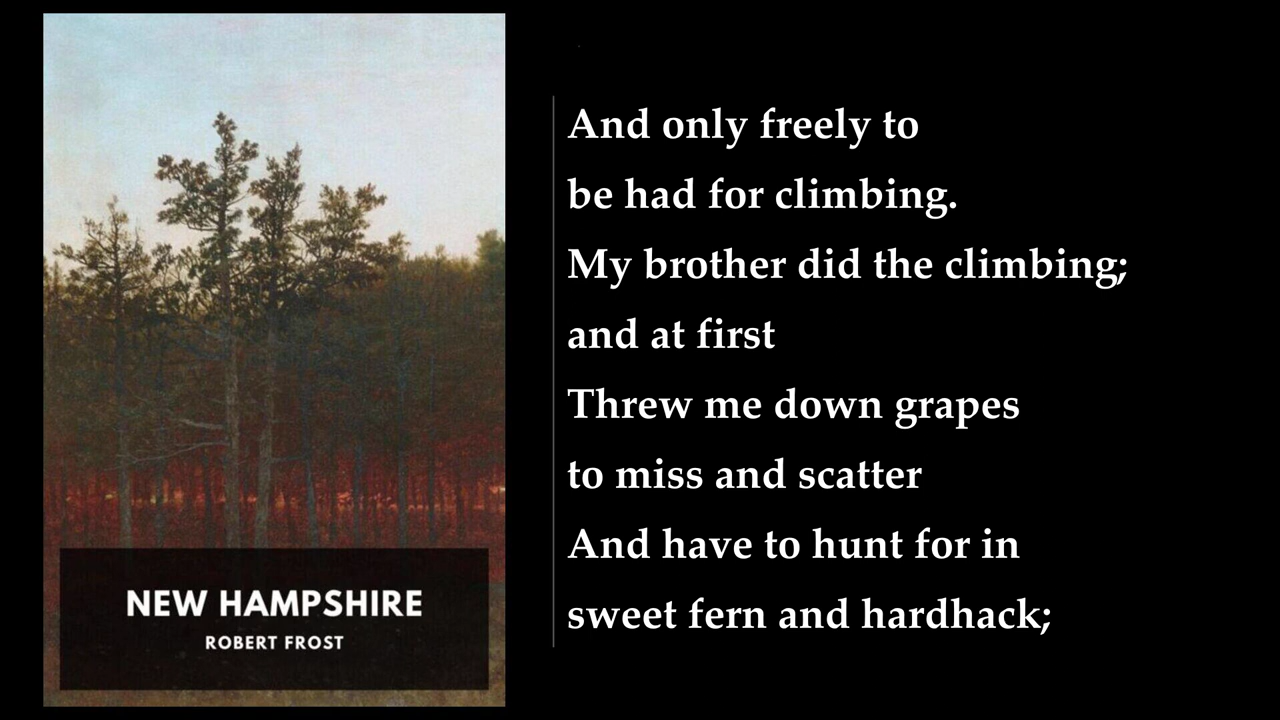 NEW HAMPSHIRE
ROBERT FROST
And only freely to
be had for climbing.
My brother did the climbing;
and at first
Threw me down grapes
to miss and scatter
And have to hunt for in
sweet fern and hardhack;